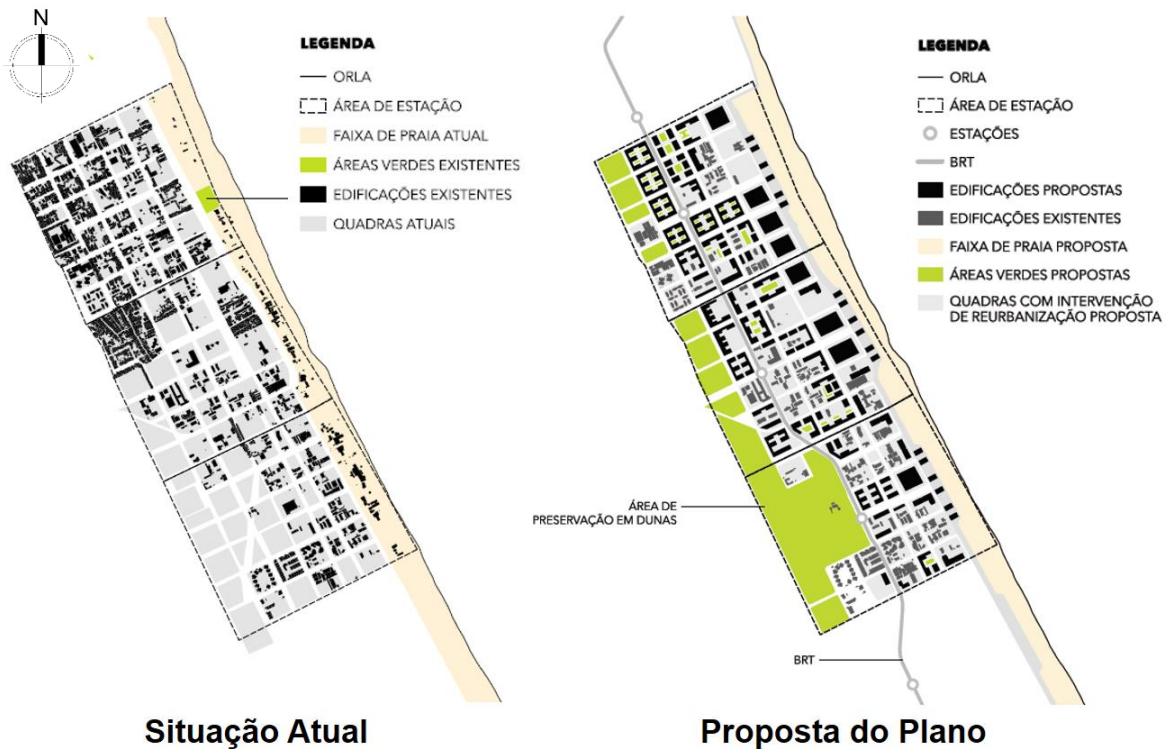 N
LEGENDA
ORLA
ÁREA DE ESTAÇÃO
FAIXA DE PRAIA ATUAL
ÁREAS VERDES EXISTENTES
EDIFICAÇÕES EXISTENTES
QUADRAS ATUAIS
Situação Atual
LEGENDA
ORLA
ÁREA DE ESTAÇÃO
ESTAÇÕES
BRT
EDIFICAÇÕES PROPOSTAS
EDIFICAÇÕES EXISTENTES
FAIXA DE PRAIA PROPOSTA
ÁREAS VERDES PROPOSTAS
QUADRAS COM INTERVENÇÃO
DE REURBANIZAÇÃO PROPOSTA
ÁREA DE
PRESERVAÇÃO EM DUNAS
BRT
Proposta do Plano